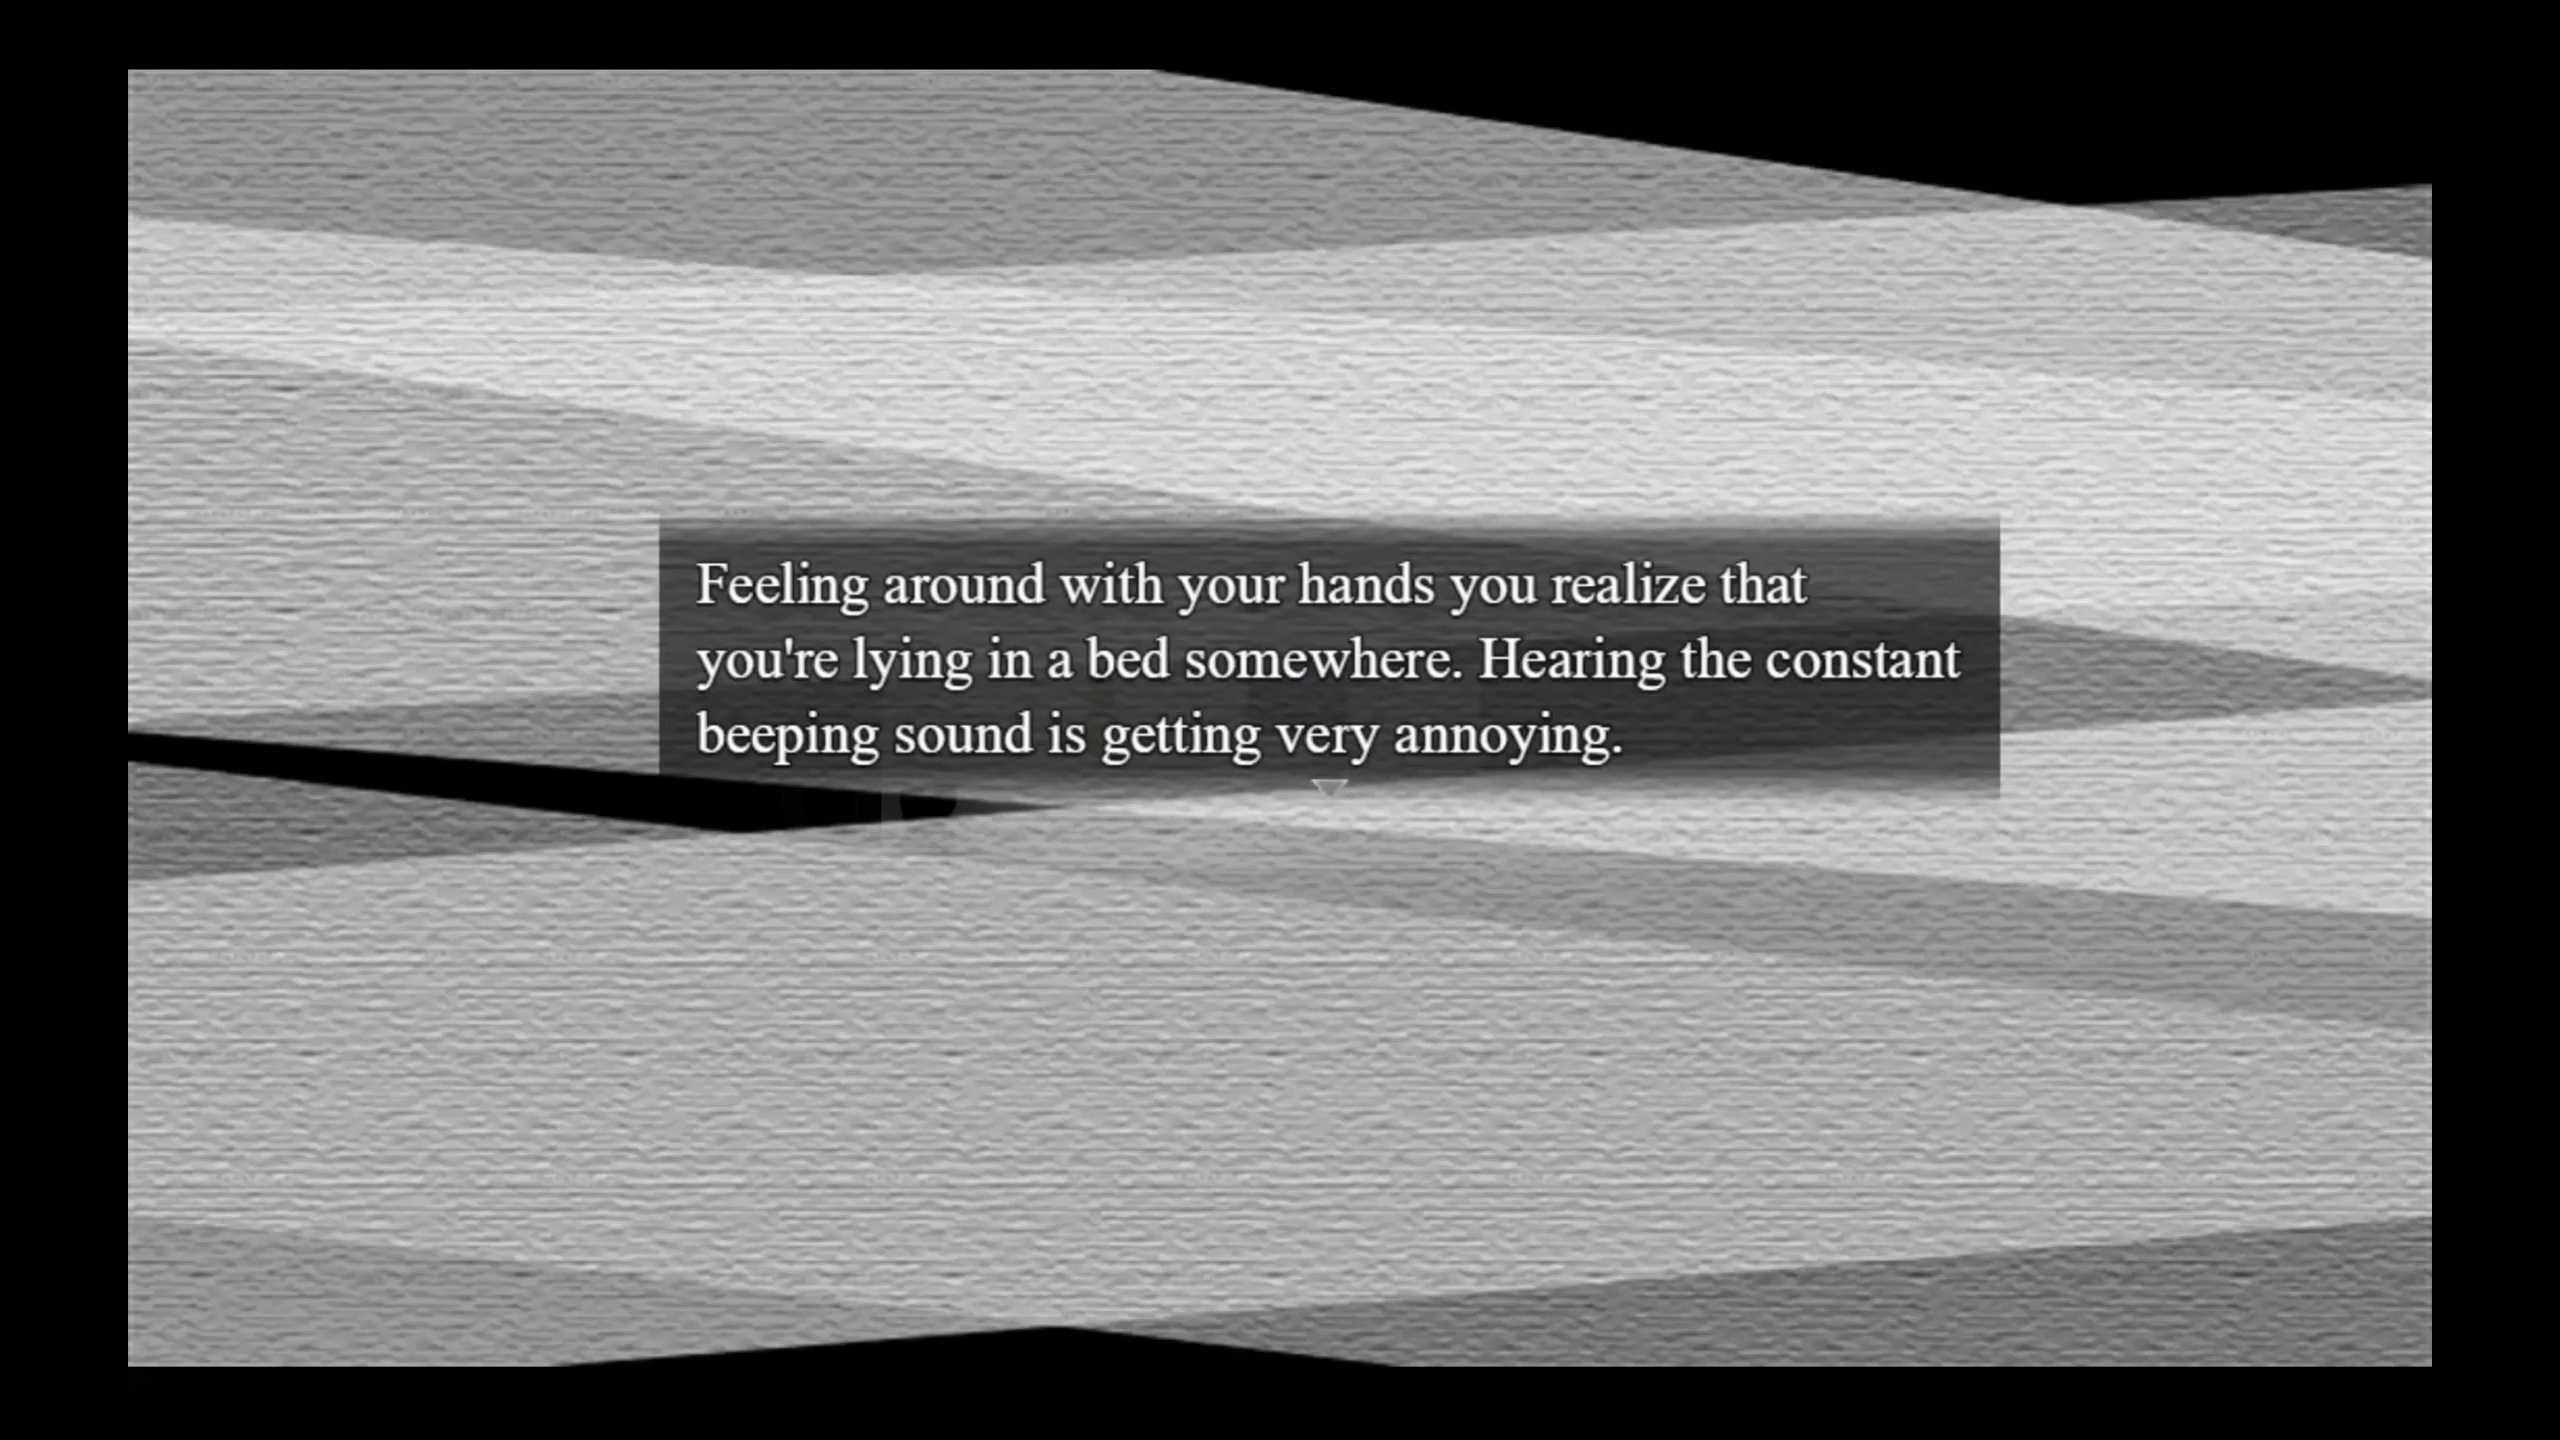 Feeling around with your hands you realize that
you're lying in a bed somewhere. Hearing the constant
beeping sound is getting very annoying.